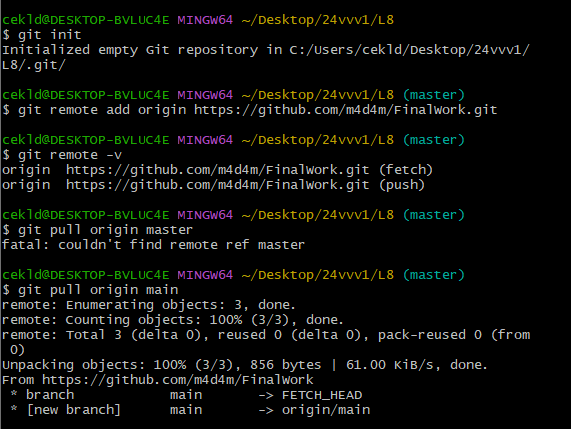 cekld@DESKTOP-BVLUC4E MINGW64 ~/Desktop/24vvv1/L8
$ git init
Initialized empty Git repository in C:/Users/cekld/Desktop/24vvv1/
L8/.git/
cekld@DESKTOP-BVLUC4E MINGW64 ~/Desktop/24vvv1/L8 (master)
$ git remote add origin https://github.com/m4d4m/FinalWork.git
cekld@DESKTOP-BVLUC4E MINGW64 ~/Desktop/24vvv1/L8 (master)
$ git remote -v
origin  https://github.com/m4d4m/FinalWork.git (fetch)
origin  https://github.com/m4d4m/FinalWork.git (push)
cekld@DESKTOP-BVLUC4E MINGW64 ~/Desktop/24vvv1/L8 (master)
$ git pull origin master
fatal: couldn't find remote ref master
cekld@DESKTOP-BVLUC4E MINGW64 ~/Desktop/24vvv1/L8 (master)
$ git pull origin main
remote: Enumerating objects: 3, done.
remote: Counting objects: 100% (3/3), done.
remote: Total 3 (delta 0), reused 0 (delta 0), pack-reused 0 (from
 0)
Unpacking objects: 100% (3/3), 856 bytes | 61.00 KiB/s, done.
From https://github.com/m4d4m/FinalWork
 * branch            main       -> FETCH_HEAD
 * [new branch]      main       -> origin/main